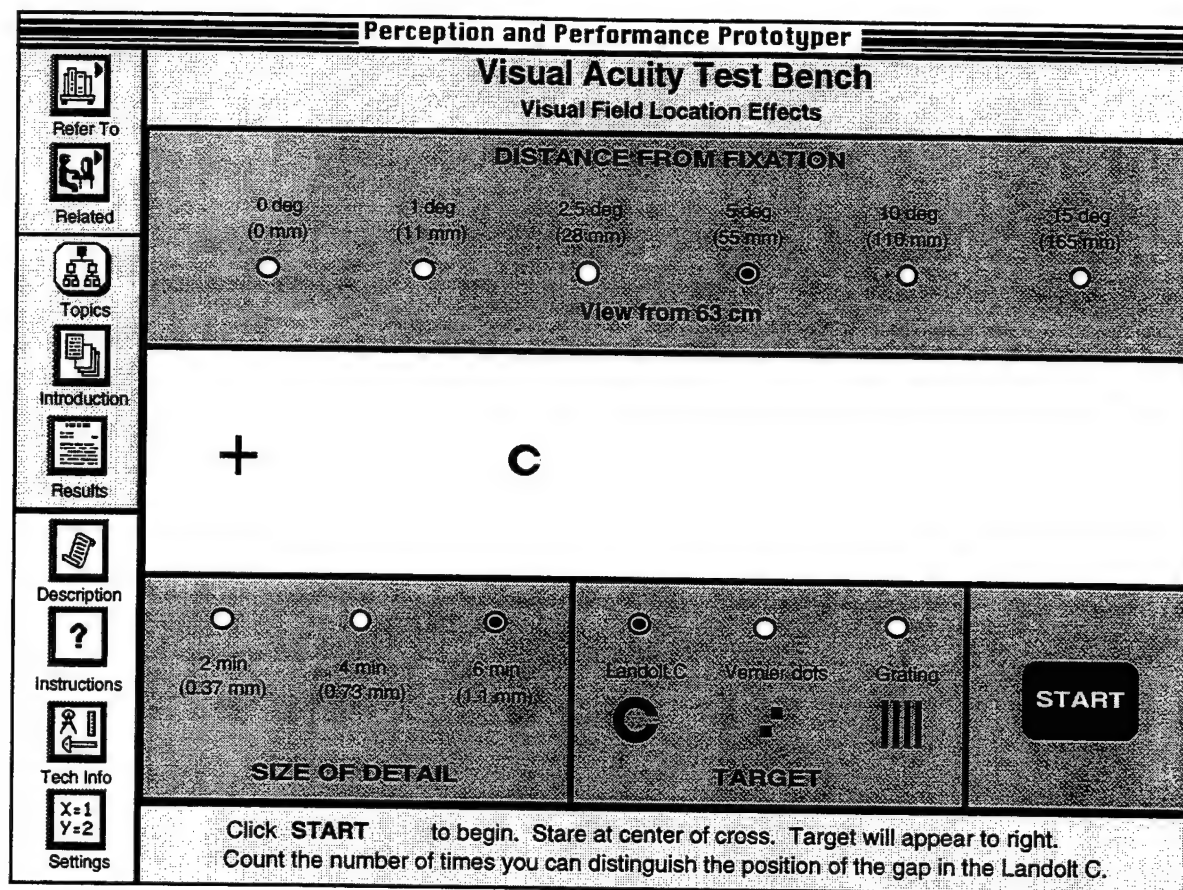 Perception and Performance Prototyper
Visual Acuity Test Bench
Visual Field Location Effects
Refer To
Related
Topics
Introduction
Results
Description
?
Instructions
Tech Info
X=1
Y=2
Settings
DISTANCE FROM FIXATION
0 deg 1 deg 2.5 deg 5 deg 10 deg 15 deg
(0 mm) (11 mm) (28 mm) (55 mm) (110 mm) (165 mm)
View from 63 cm
+ C
2 min 4 min 6 min
(0.37 mm) (0.73 mm) (1.1 mm)
SIZE OF DETAIL
Landolt C Vernier dots Grating
C
TARGET
START
Click START to begin. Stare at center of cross. Target will appear to right.
Count the number of times you can distinguish the position of the gap in the Landolt C.